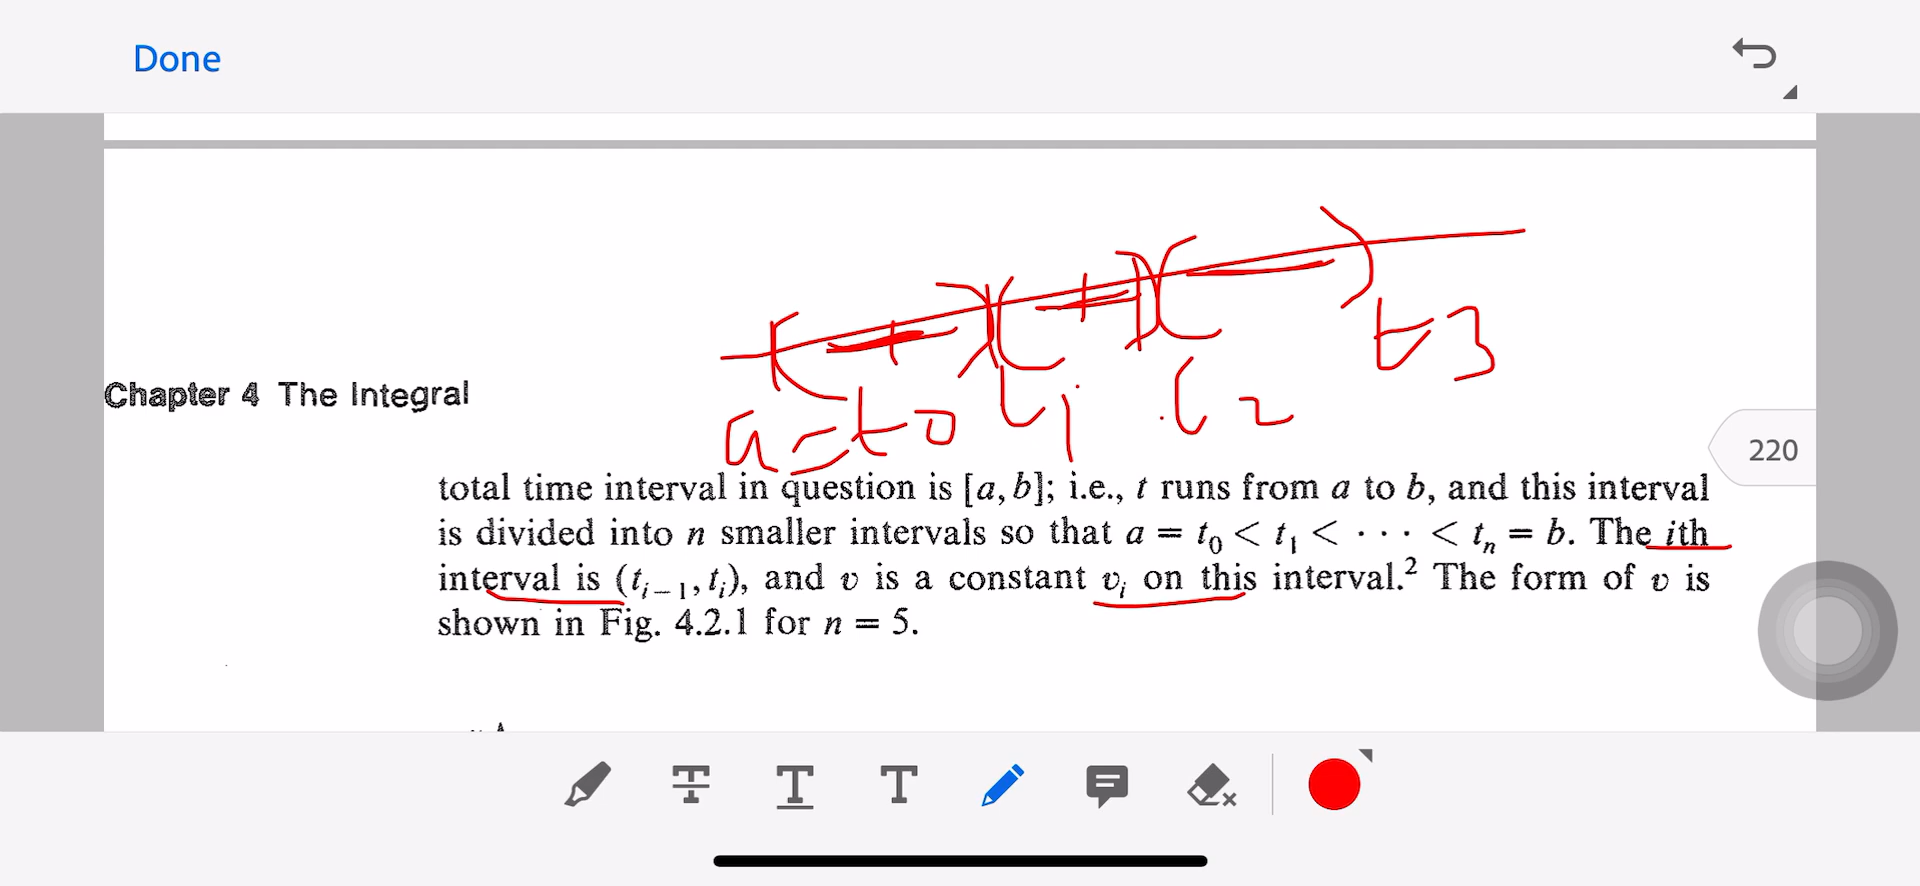 Done
t3
a=t0 t1 t2
Chapter 4 The Integral
220
total time interval in question is [a, b]; i.e., t runs from a to b, and this interval
is divided into n smaller intervals so that a = t₀ < t₁ < · · · < tₙ = b. The ith
interval is (tᵢ₋₁, tᵢ), and v is a constant vᵢ on this interval.² The form of v is
shown in Fig. 4.2.1 for n = 5.